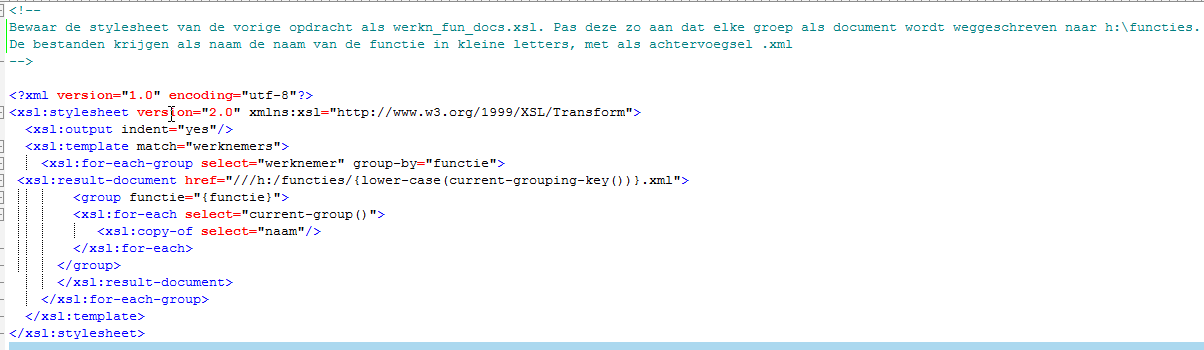 <!--
Bewaar de stylesheet van de vorige opdracht als werkn_fun_docs.xsl. Pas deze zo aan dat elke groep als document wordt weggeschreven naar h:\functies.
De bestanden krijgen als naam de naam van de functie in kleine letters, met als achtervoegsel .xml
-->
<?xml version="1.0" encoding="utf-8"?>
<xsl:stylesheet version="2.0" xmlns:xsl="http://www.w3.org/1999/XSL/Transform">
<xsl:output indent="yes"/>
<xsl:template match="werknemers">
<xsl:for-each-group select="werknemer" group-by="functie">
<xsl:result-document href="///h:/functies/{lower-case(current-grouping-key())}.xml">
<group functie="{functie}">
<xsl:for-each select="current-group()">
<xsl:copy-of select="naam"/>
</xsl:for-each>
</group>
</xsl:result-document>
</xsl:for-each-group>
</xsl:template>
</xsl:stylesheet>